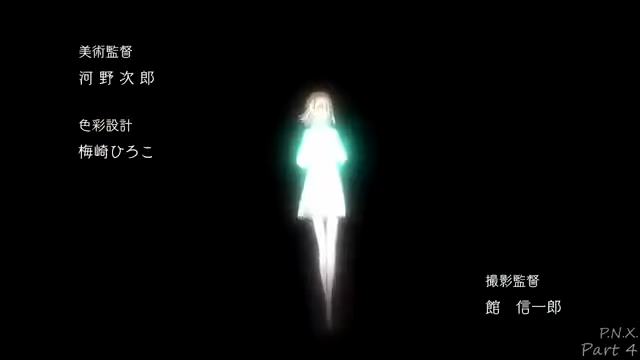 美術監督
河野次郎
色彩設計
梅崎ひろこ
撮影監督
館 信一郎
P.N.X.
Part 4